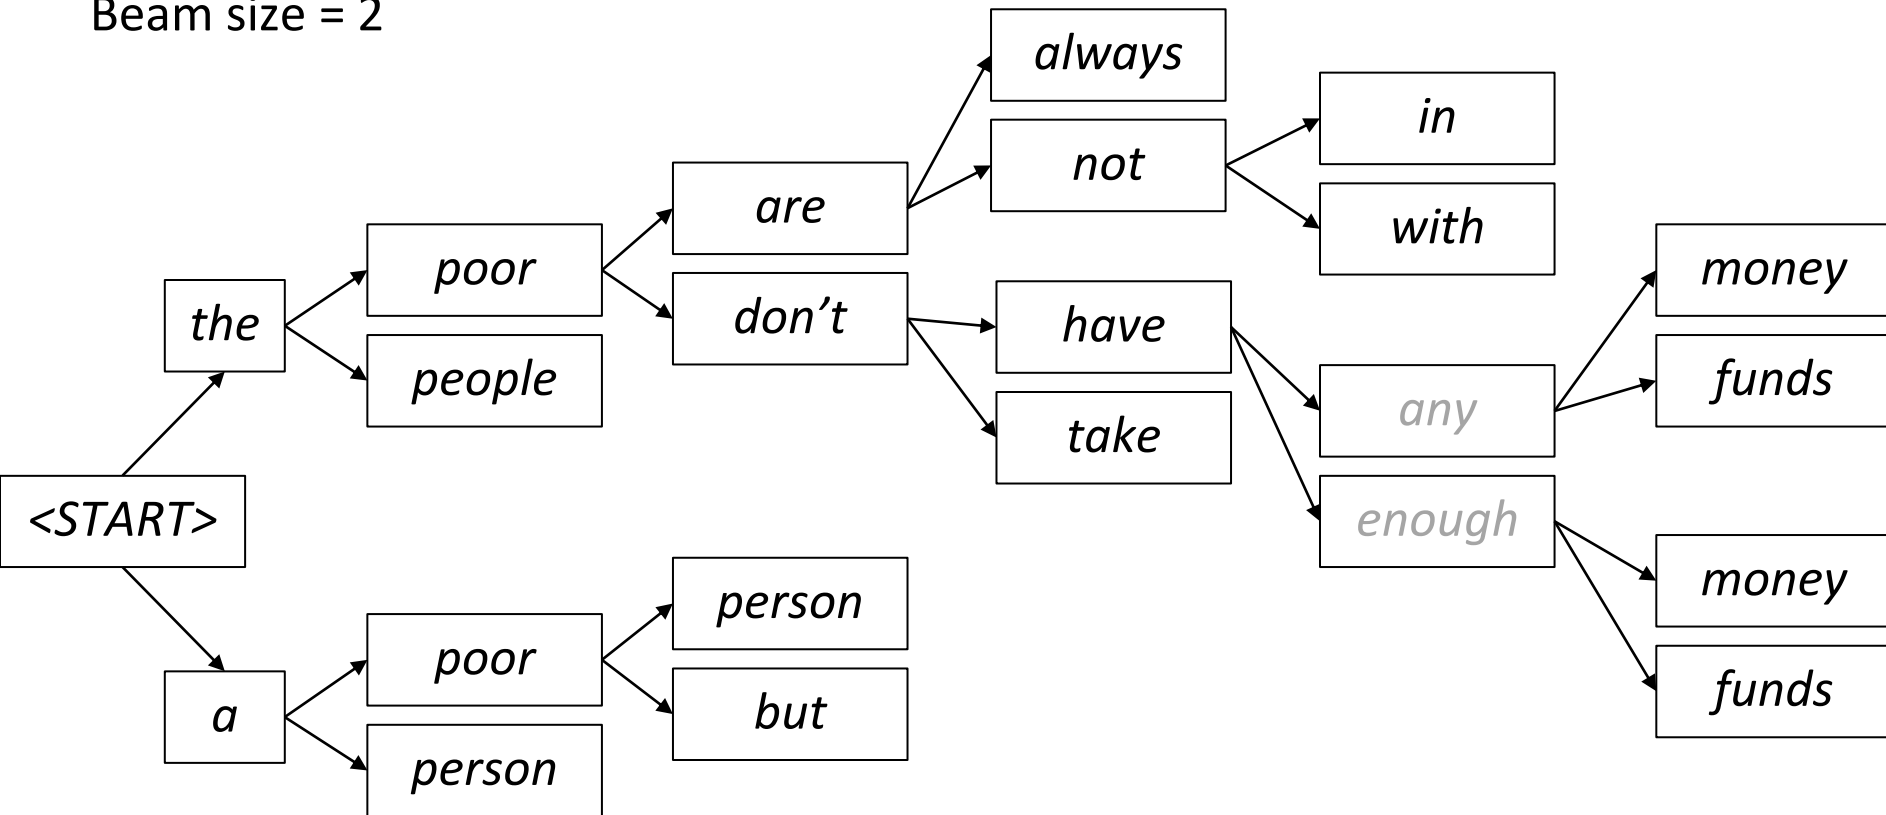 Beam size = 2
always
in
not
are
with
poor
money
the
don’t
have
people
any
funds
take
<START>
enough
person
money
poor
but
funds
a
person